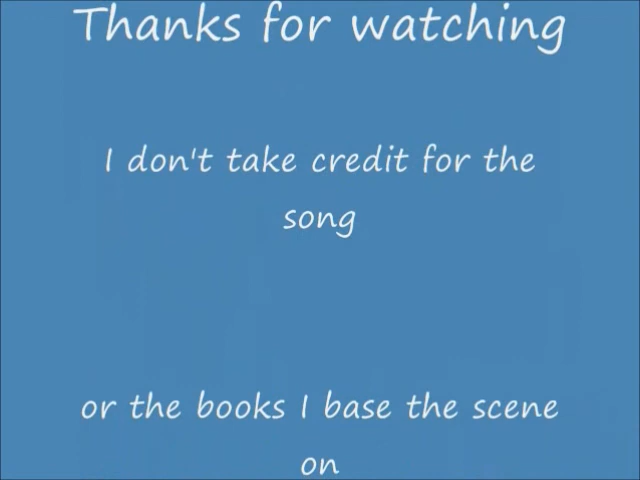 Thanks for watching
I don't take credit for the
song
or the books I base the scene
on